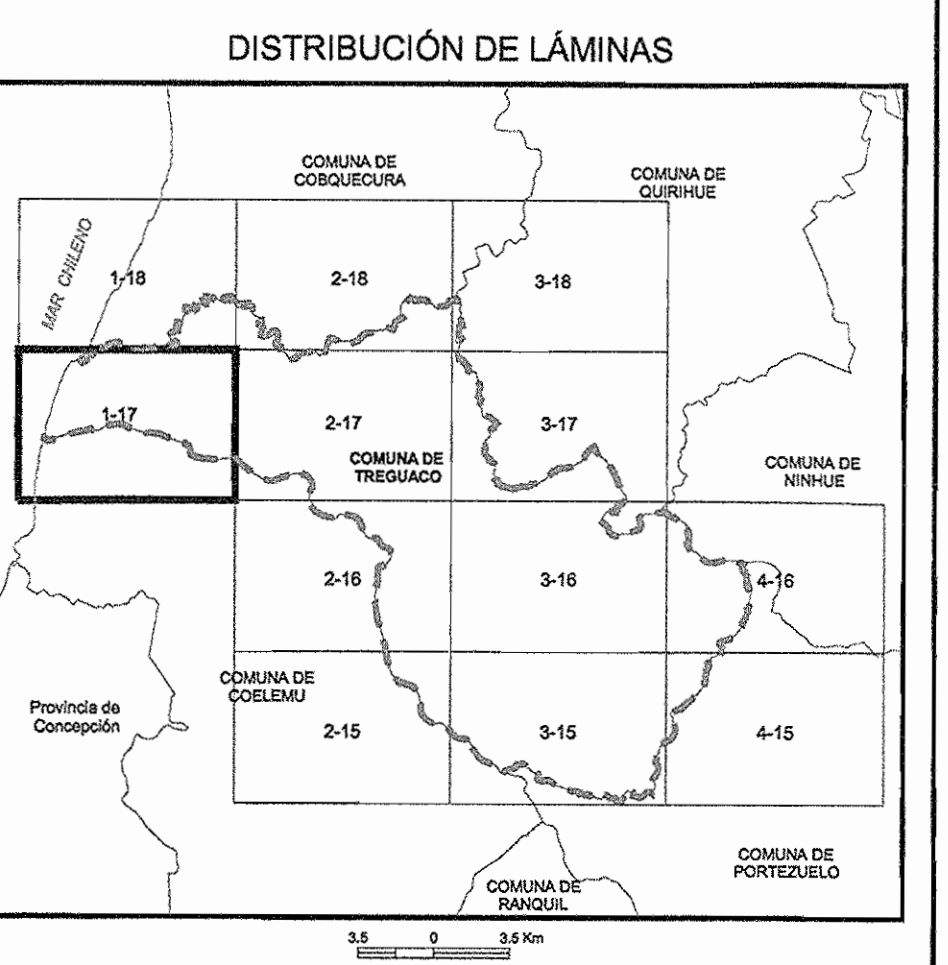 DISTRIBUCIÓN DE LÁMINAS
COMUNA DE
COBQUECURA
COMUNA DE
QUIRIHUE
MAR CHILENO
1-18
2-18
3-18
1-17
2-17
3-17
COMUNA DE
TREGUACO
COMUNA DE
NINHUE
2-16
3-16
4-16
COMUNA DE
COELEMU
Provincia de
Concepción
2-15
3-15
4-15
COMUNA DE
PORTEZUELO
COMUNA DE
RANQUIL
3.5 0 3.5 Km